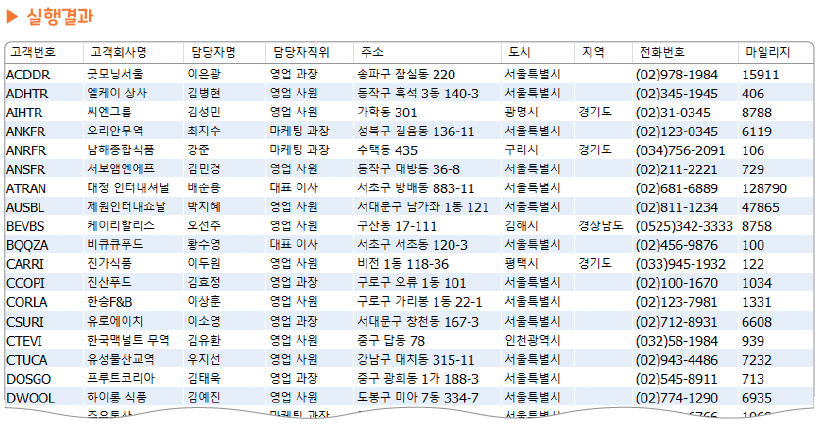 ▶ 실행결과
고객번호 고객회사명 담당자명 담당자직위 주소 도시 지역 전화번호 마일리지
ACDDR 굿모닝서울 이은광 영업 과장 송파구 잠실동 220 서울특별시 (02)978-1984 15911
ADHTR 엘케이 상사 김병현 영업 사원 동작구 흑석 3동 140-3 서울특별시 (02)345-1945 406
AIHTR 씨엔그룹 김성민 영업 사원 가학동 301 광명시 경기도 (02)31-0345 8788
ANKFR 오리안무역 최지수 마케팅 과장 성북구 길음동 136-11 서울특별시 (02)123-0345 6119
ANRFR 남해종합식품 강준 마케팅 과장 수택동 435 구리시 경기도 (034)756-2091 106
ANSFR 서보앰엔에프 김민경 영업 사원 동작구 대방동 36-8 서울특별시 (02)211-2221 729
ATRAN 대정 인터내셔널 배순용 대표 이사 서초구 방배동 883-11 서울특별시 (02)681-6889 128790
AUSBL 제원인터내쇼날 박지혜 영업 사원 서대문구 남가좌 1동 121 서울특별시 (02)811-1234 47865
BEVBS 케이리할리스 오선주 영업 사원 구산동 17-111 김해시 경상남도 (0525)342-3333 8758
BQQZA 비큐큐푸드 황수영 대표 이사 서초구 서초동 120-3 서울특별시 (02)456-9876 100
CARRI 진가식품 이두원 영업 사원 비전 1동 118-36 평택시 경기도 (033)945-1932 122
CCOPI 진산푸드 김효정 영업 과장 구로구 오류 1동 101 서울특별시 (02)100-1670 1034
CORLA 한승F&B 이상훈 영업 사원 구로구 가리봉 1동 22-1 서울특별시 (02)123-7981 1331
CSURI 유로에이치 이소영 영업 과장 서대문구 창천동 167-3 서울특별시 (02)712-8931 6608
CTEVI 한국맥널트 무역 김유환 영업 사원 중구 답동 78 인천광역시 (032)58-1984 939
CTUCA 유성물산교역 우지선 영업 사원 강남구 대치동 315-11 서울특별시 (02)943-4486 7232
DOSGO 프루트코리아 김태욱 영업 과장 중구 광희동 1가 188-3 서울특별시 (02)545-8911 713
DWOOL 하이롱 식품 김예진 영업 사원 도봉구 미아 7동 334-7 서울특별시 (02)774-1290 6935